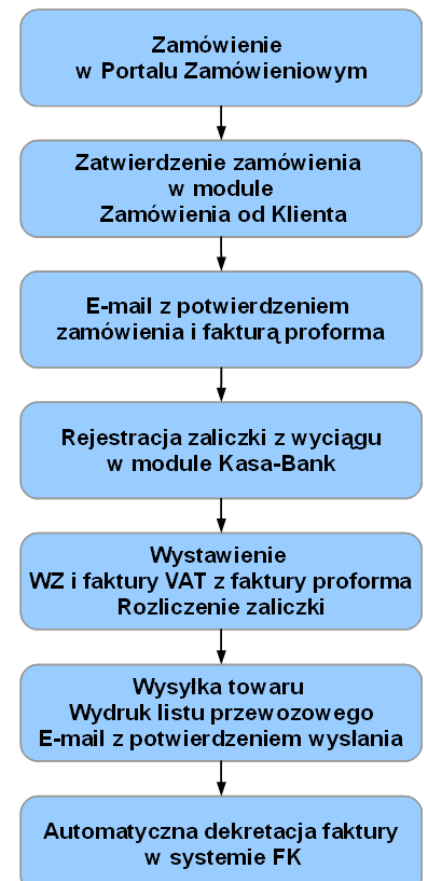 Zamówienie
w Portalu Zamówieniowym
Zatwierdzenie zamówienia
w module
Zamówienia od Klienta
E-mail z potwierdzeniem
zamówienia i fakturą proforma
Rejestracja zaliczki z wyciągu
w module Kasa-Bank
Wystawienie
WZ i faktury VAT z faktury proforma
Rozliczenie zaliczki
Wysyłka towaru
Wydruk listu przewozowego
E-mail z potwierdzeniem wysłania
Automatyczna dekretacja faktury
w systemie FK